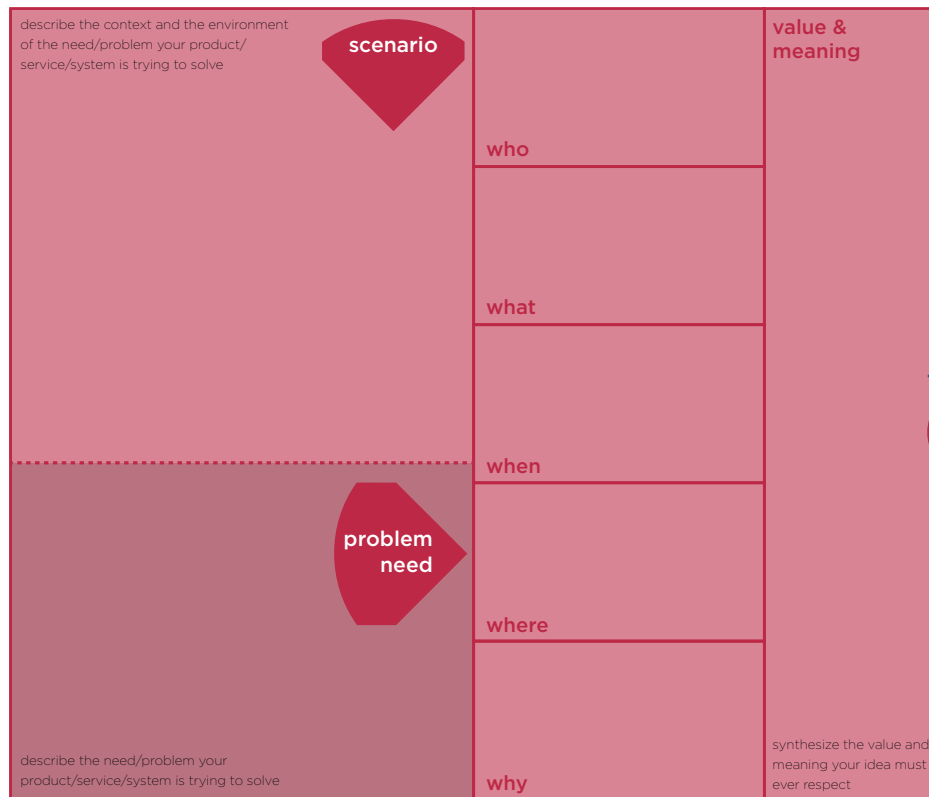 describe the context and the environment
of the need/problem your product/
service/system is trying to solve
scenario
problem
need
describe the need/problem your
product/service/system is trying to solve
who
what
when
where
why
value &
meaning
synthesize the value and
meaning your idea must
ever respect